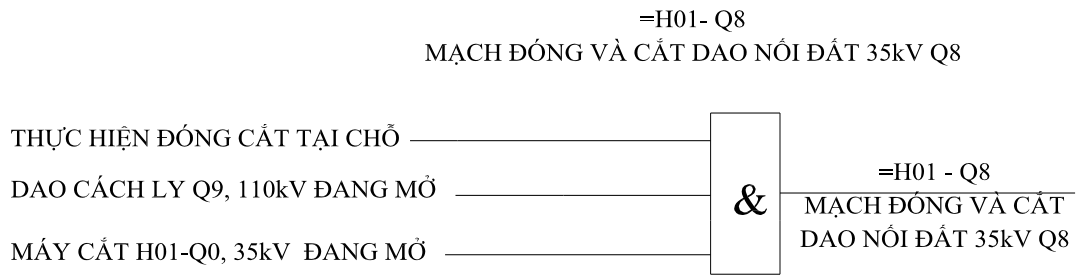 =H01- Q8
MẠCH ĐÓNG VÀ CẮT DAO NỐI ĐẤT 35kV Q8
THỰC HIỆN ĐÓNG CẮT TẠI CHỖ
DAO CÁCH LY Q9, 110kV ĐANG MỞ
MÁY CẮT H01-Q0, 35kV ĐANG MỞ
&
=H01 - Q8
MẠCH ĐÓNG VÀ CẮT
DAO NỐI ĐẤT 35kV Q8